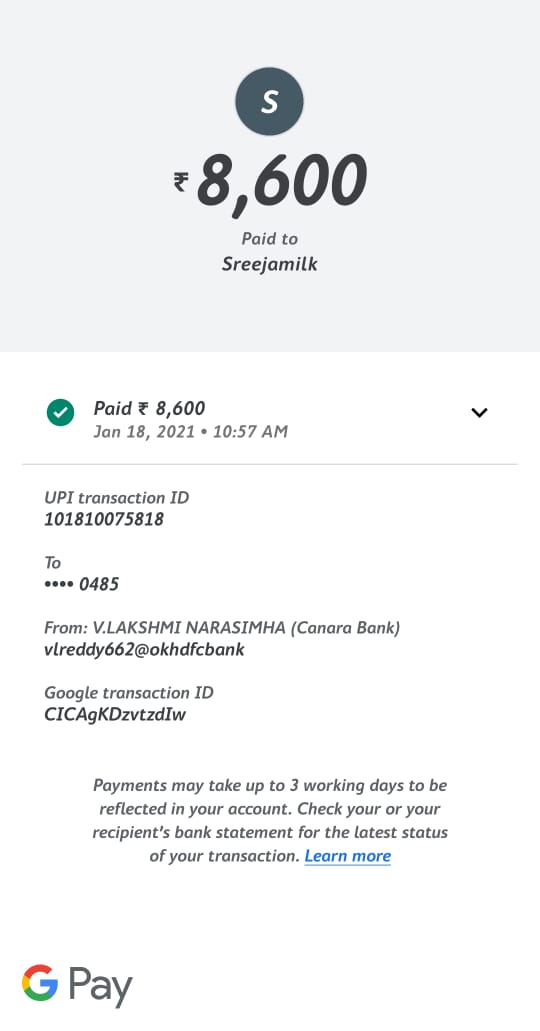 S
₹8,600
Paid to
Sreejamilk
Paid ₹ 8,600
Jan 18, 2021 • 10:57 AM
UPI transaction ID
101810075818
To
•••• 0485
From: V.LAKSHMI NARASIMHA (Canara Bank)
vlreddy662@okhdfcbank
Google transaction ID
CICAgKDzvtzdIw
Payments may take up to 3 working days to be
reflected in your account. Check your or your
recipient's bank statement for the latest status
of your transaction. Learn more
G Pay